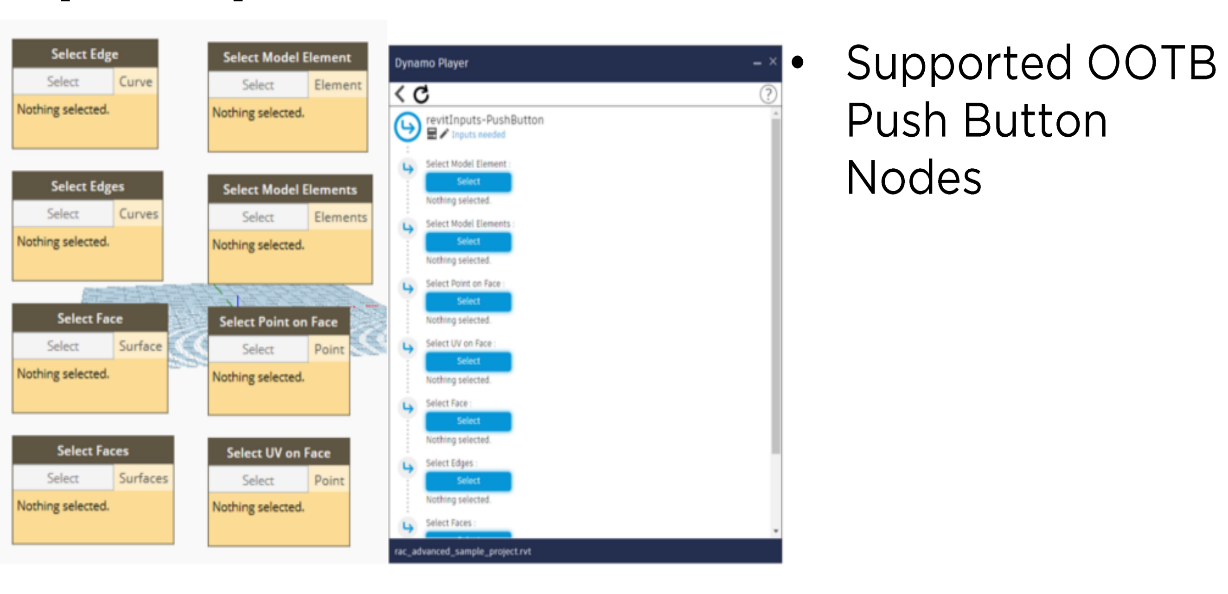 Select Edge
Select Curve
Nothing selected.
Select Edges
Select Curves
Nothing selected.
Select Face
Select Surface
Nothing selected.
Select Faces
Select Surfaces
Nothing selected.
Select Model Element
Select Element
Nothing selected.
Select Model Elements
Select Elements
Nothing selected.
Select Point on Face
Select Point
Nothing selected.
Select UV on Face
Select Point
Nothing selected.
Dynamo Player
revitInputs-PushButton
Inputs needed
Select Model Element :
Select
Nothing selected.
Select Model Elements :
Select
Nothing selected.
Select Point on Face :
Select
Nothing selected.
Select UV on Face :
Select
Nothing selected.
Select Face :
Select
Nothing selected.
Select Edges :
Select
Nothing selected.
Select Faces :
rac_advanced_sample_project.rvt
• Supported OOTB
Push Button
Nodes